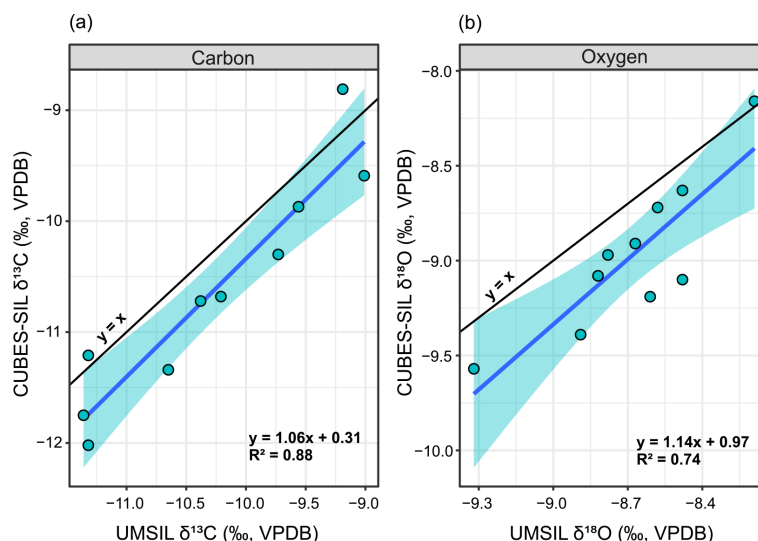 (a)
Carbon
−9
−10
−11
−12
CUBES-SIL δ¹³C (‰, VPDB)
y = x
y = 1.06x + 0.31
R² = 0.88
−11.0 −10.5 −10.0 −9.5 −9.0
UMSIL δ¹³C (‰, VPDB)
(b)
Oxygen
−8.0
−8.5
−9.0
−9.5
−10.0
CUBES-SIL δ¹⁸O (‰, VPDB)
y = x
y = 1.14x + 0.97
R² = 0.74
−9.3 −9.0 −8.7 −8.4
UMSIL δ¹⁸O (‰, VPDB)